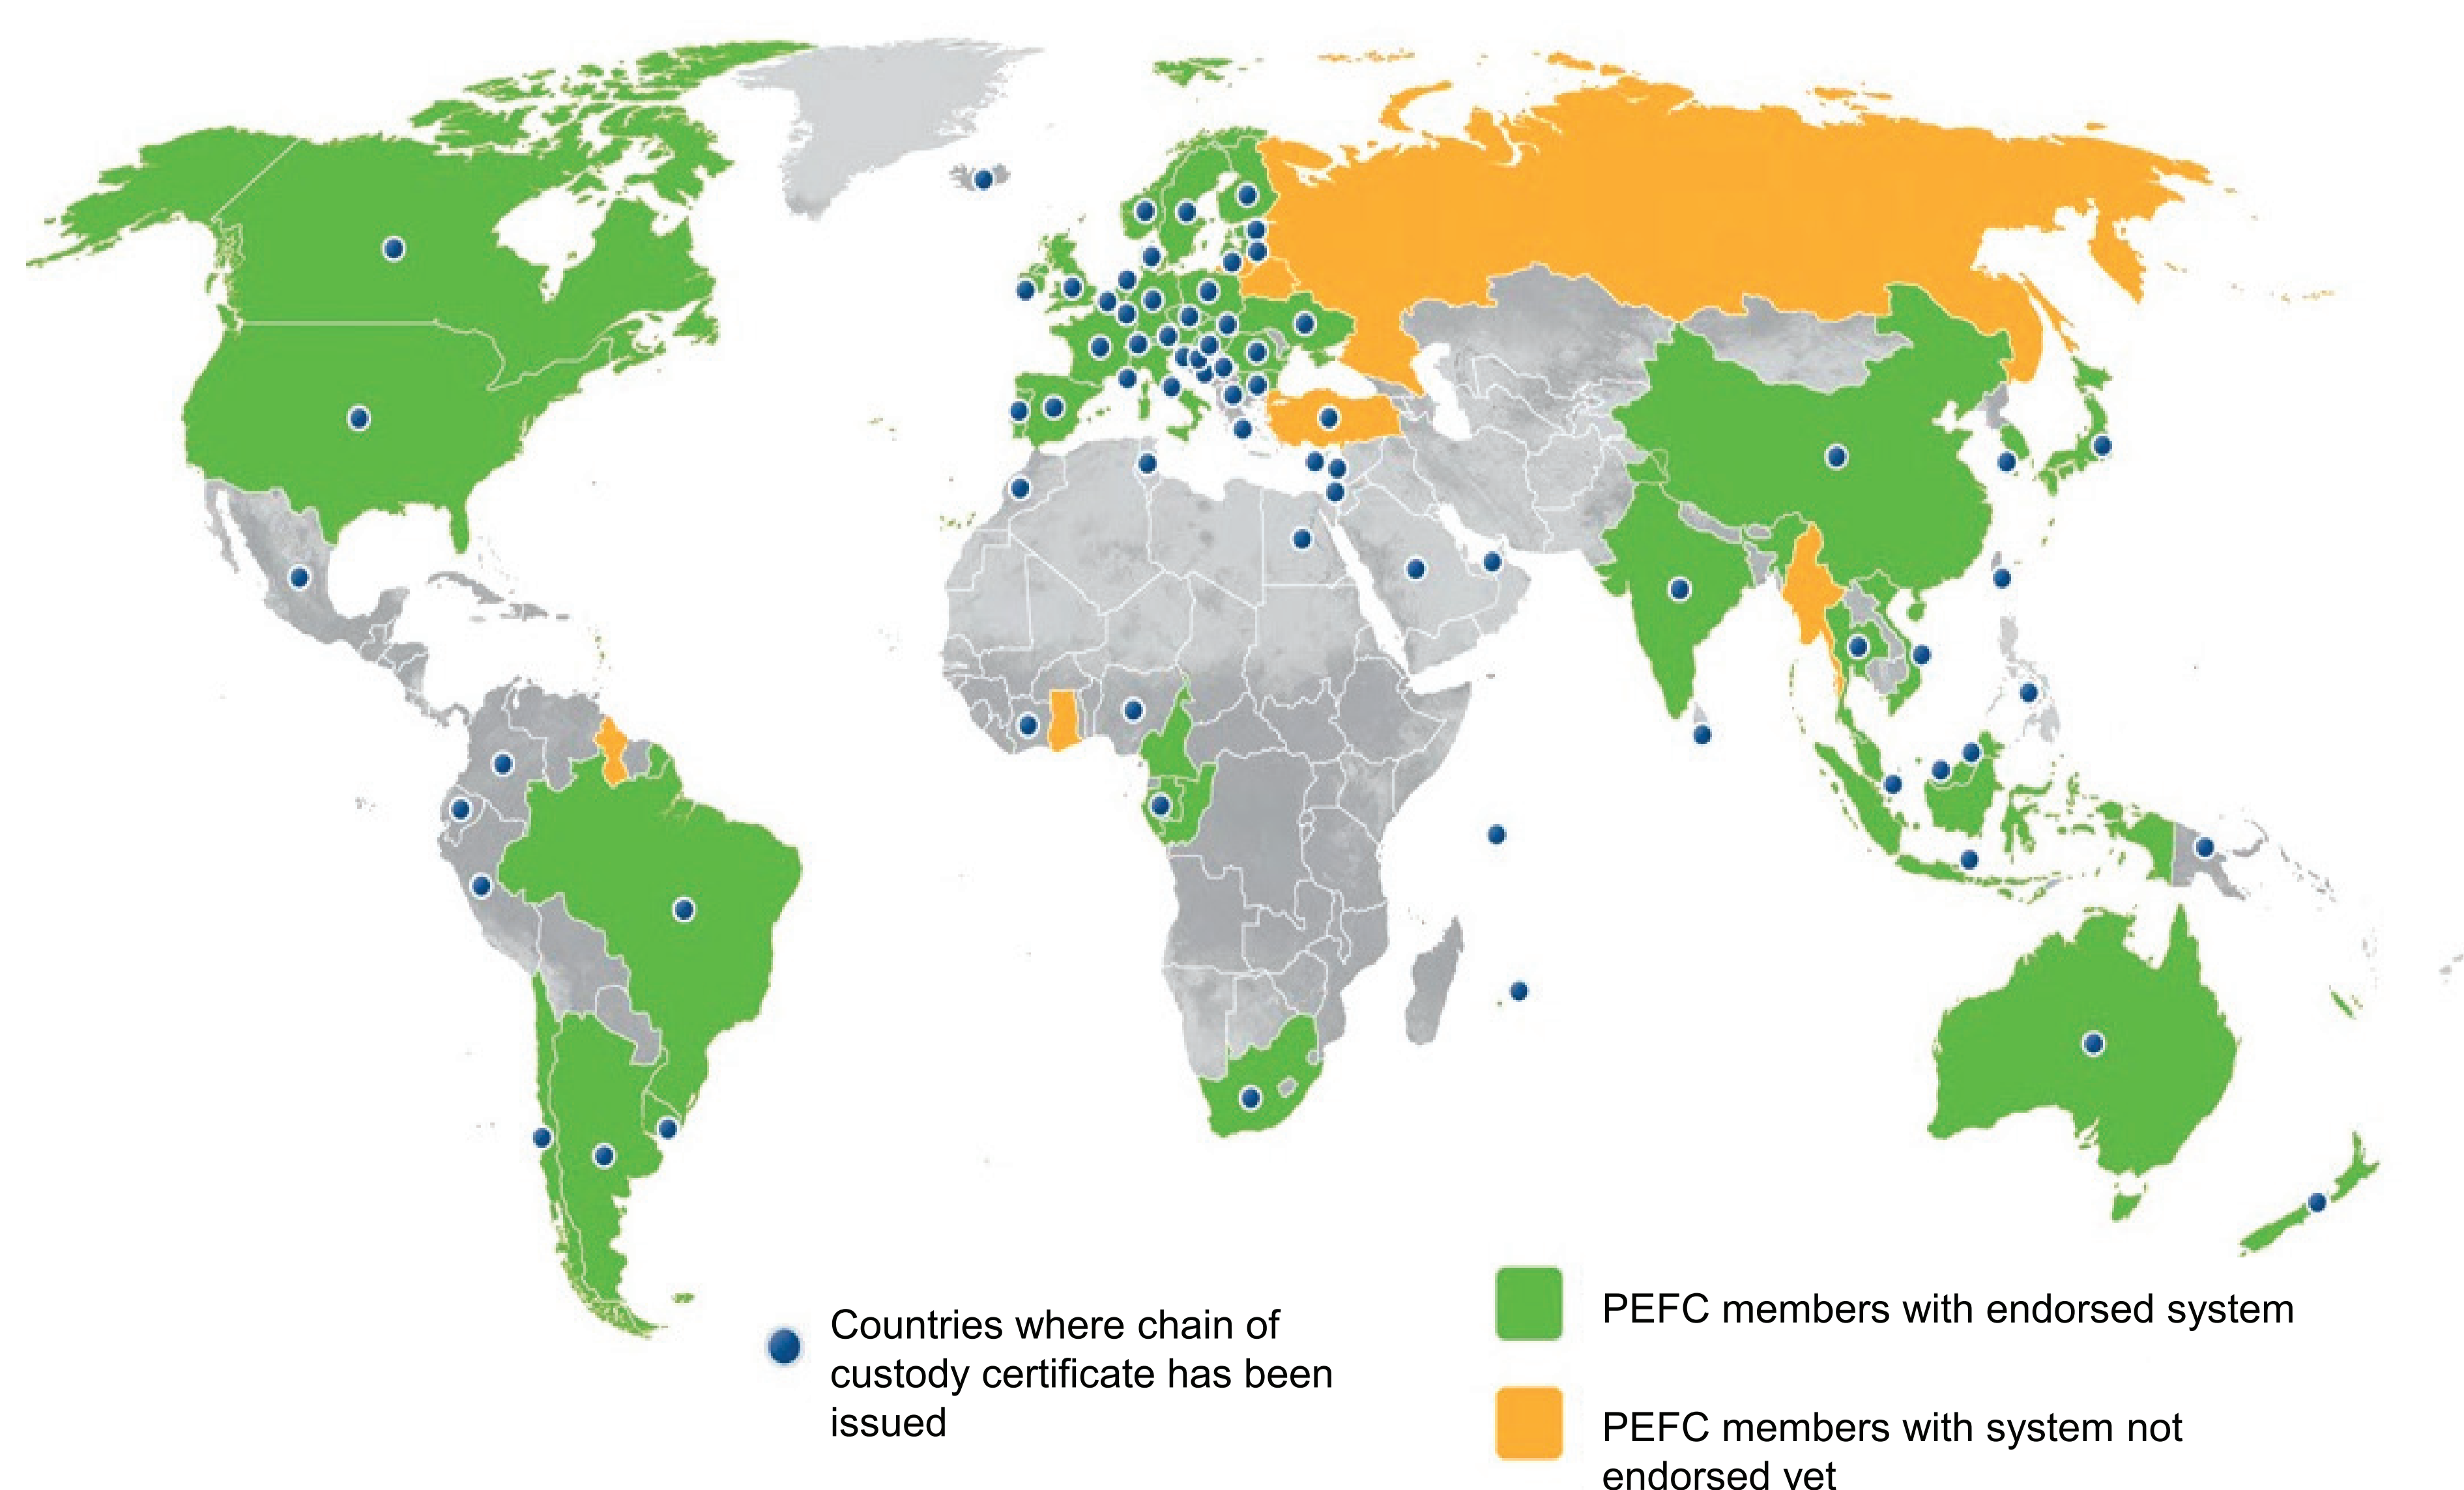 Countries where chain of
custody certificate has been
issued
PEFC members with endorsed system
PEFC members with system not
endorsed yet